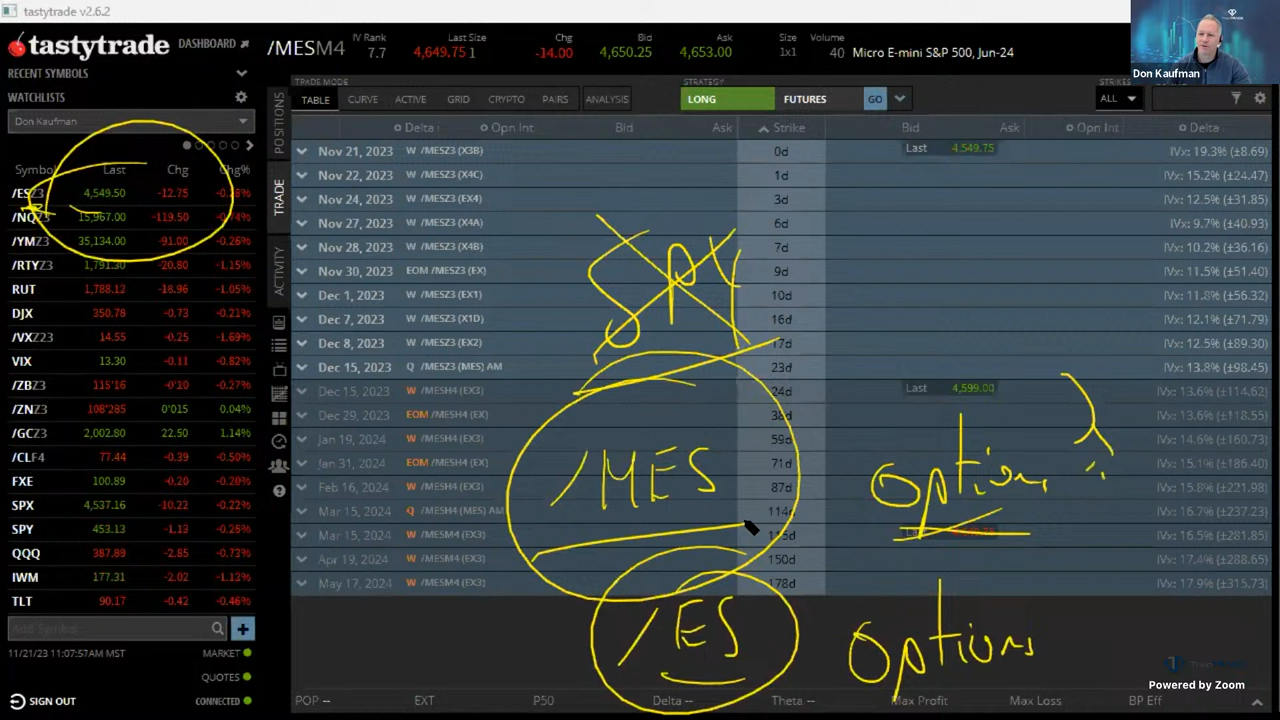 tastytrade v2.6.2
tastytrade DASHBOARD
/MESM4 IV Rank 7.7 4,649.75 Last Size 1 Chg -14.00 Bid 4,650.25 Ask 4,653.00 Size 1x1 Volume 40 Micro E-mini S&P 500, Jun-24
Don Kaufman
RECENT SYMBOLS
WATCHLISTS
Don Kaufman
TRADE MODE STRATEGY STRIKES
TABLE CURVE ACTIVE GRID CRYPTO PAIRS ANALYSIS LONG FUTURES GO ALL
POSITIONS
TRADE
ACTIVITY
Delta Opn Int Bid Ask Strike Bid Ask Opn Int Delta
Symbol Last Chg Chg%
/ESZ3 4,549.50 -12.75
/NQZ3 15,967.00 -119.50
/YMZ3 35,134.00 -91.00 -0.26%
/RTYZ3 1,791.30 -20.80 -1.15%
RUT 1,788.12 -18.96 -1.05%
DJX 350.78 -0.73 -0.21%
/VXZ3 14.55 -0.25 -1.69%
VIX 13.30 -0.11 -0.82%
/ZBZ3 115'16 -0'10 -0.27%
/ZNZ3 108'285 0'015 0.04%
/GCZ3 2,002.80 22.50 1.14%
/CLF4 77.44 -0.39 -0.50%
FXE 100.89 -0.20 -0.20%
SPX 4,537.16 -10.22 -0.22%
SPY 453.13 -1.13 -0.25%
QQQ 387.89 -2.85 -0.73%
IWM 177.31 -2.02 -1.12%
TLT 90.17 -0.42 -0.46%
Add Symbol
11/21/23 11:07:57AM MST MARKET
QUOTES
SIGN OUT CONNECTED
Nov 21, 2023 W /MESZ3 (X3B) 0d Last 4,549.75 IVx: 19.3% (±8.69)
Nov 22, 2023 W /MESZ3 (X4C) 1d IVx: 15.2% (±24.47)
Nov 24, 2023 W /MESZ3 (EX4) 3d IVx: 12.5% (±31.85)
Nov 27, 2023 W /MESZ3 (X4A) 6d IVx: 9.7% (±40.93)
Nov 28, 2023 W /MESZ3 (X4B) 7d IVx: 10.2% (±36.16)
Nov 30, 2023 EOM /MESZ3 (EX) 9d IVx: 11.5% (±51.40)
Dec 1, 2023 W /MESZ3 (EX1) 10d IVx: 11.8% (±56.32)
Dec 7, 2023 W /MESZ3 (X1D) 16d IVx: 12.1% (±71.79)
Dec 8, 2023 W /MESZ3 (EX2) 17d IVx: 12.5% (±89.30)
Dec 15, 2023 Q /MESZ3 (MES) AM 23d IVx: 13.8% (±98.45)
Dec 15, 2023 W /MESH4 (EX3) 24d Last 4,599.00 IVx: 13.6% (±114.62)
Dec 29, 2023 EOM /MESH4 (EX) 38d IVx: 13.6% (±118.55)
Jan 19, 2024 W /MESH4 (EX3) 59d IVx: 14.6% (±160.73)
Jan 31, 2024 EOM /MESH4 (EX) 71d IVx: 15.1% (±186.40)
Feb 16, 2024 W /MESH4 (EX3) 87d IVx: 15.8% (±221.98)
Mar 15, 2024 Q /MESH4 (MES) AM 114d IVx: 16.7% (±237.23)
Mar 15, 2024 W /MESM4 (EX3) 115d IVx: 16.5% (±281.85)
Apr 19, 2024 W /MESM4 (EX3) 150d IVx: 17.4% (±288.65)
May 17, 2024 W /MESM4 (EX3) 178d IVx: 17.9% (±315.73)
SPY
/MES options
/ES options
Powered by Zoom
POP -- EXT P50 Delta -- Theta -- Max Profit Max Loss BP Eff